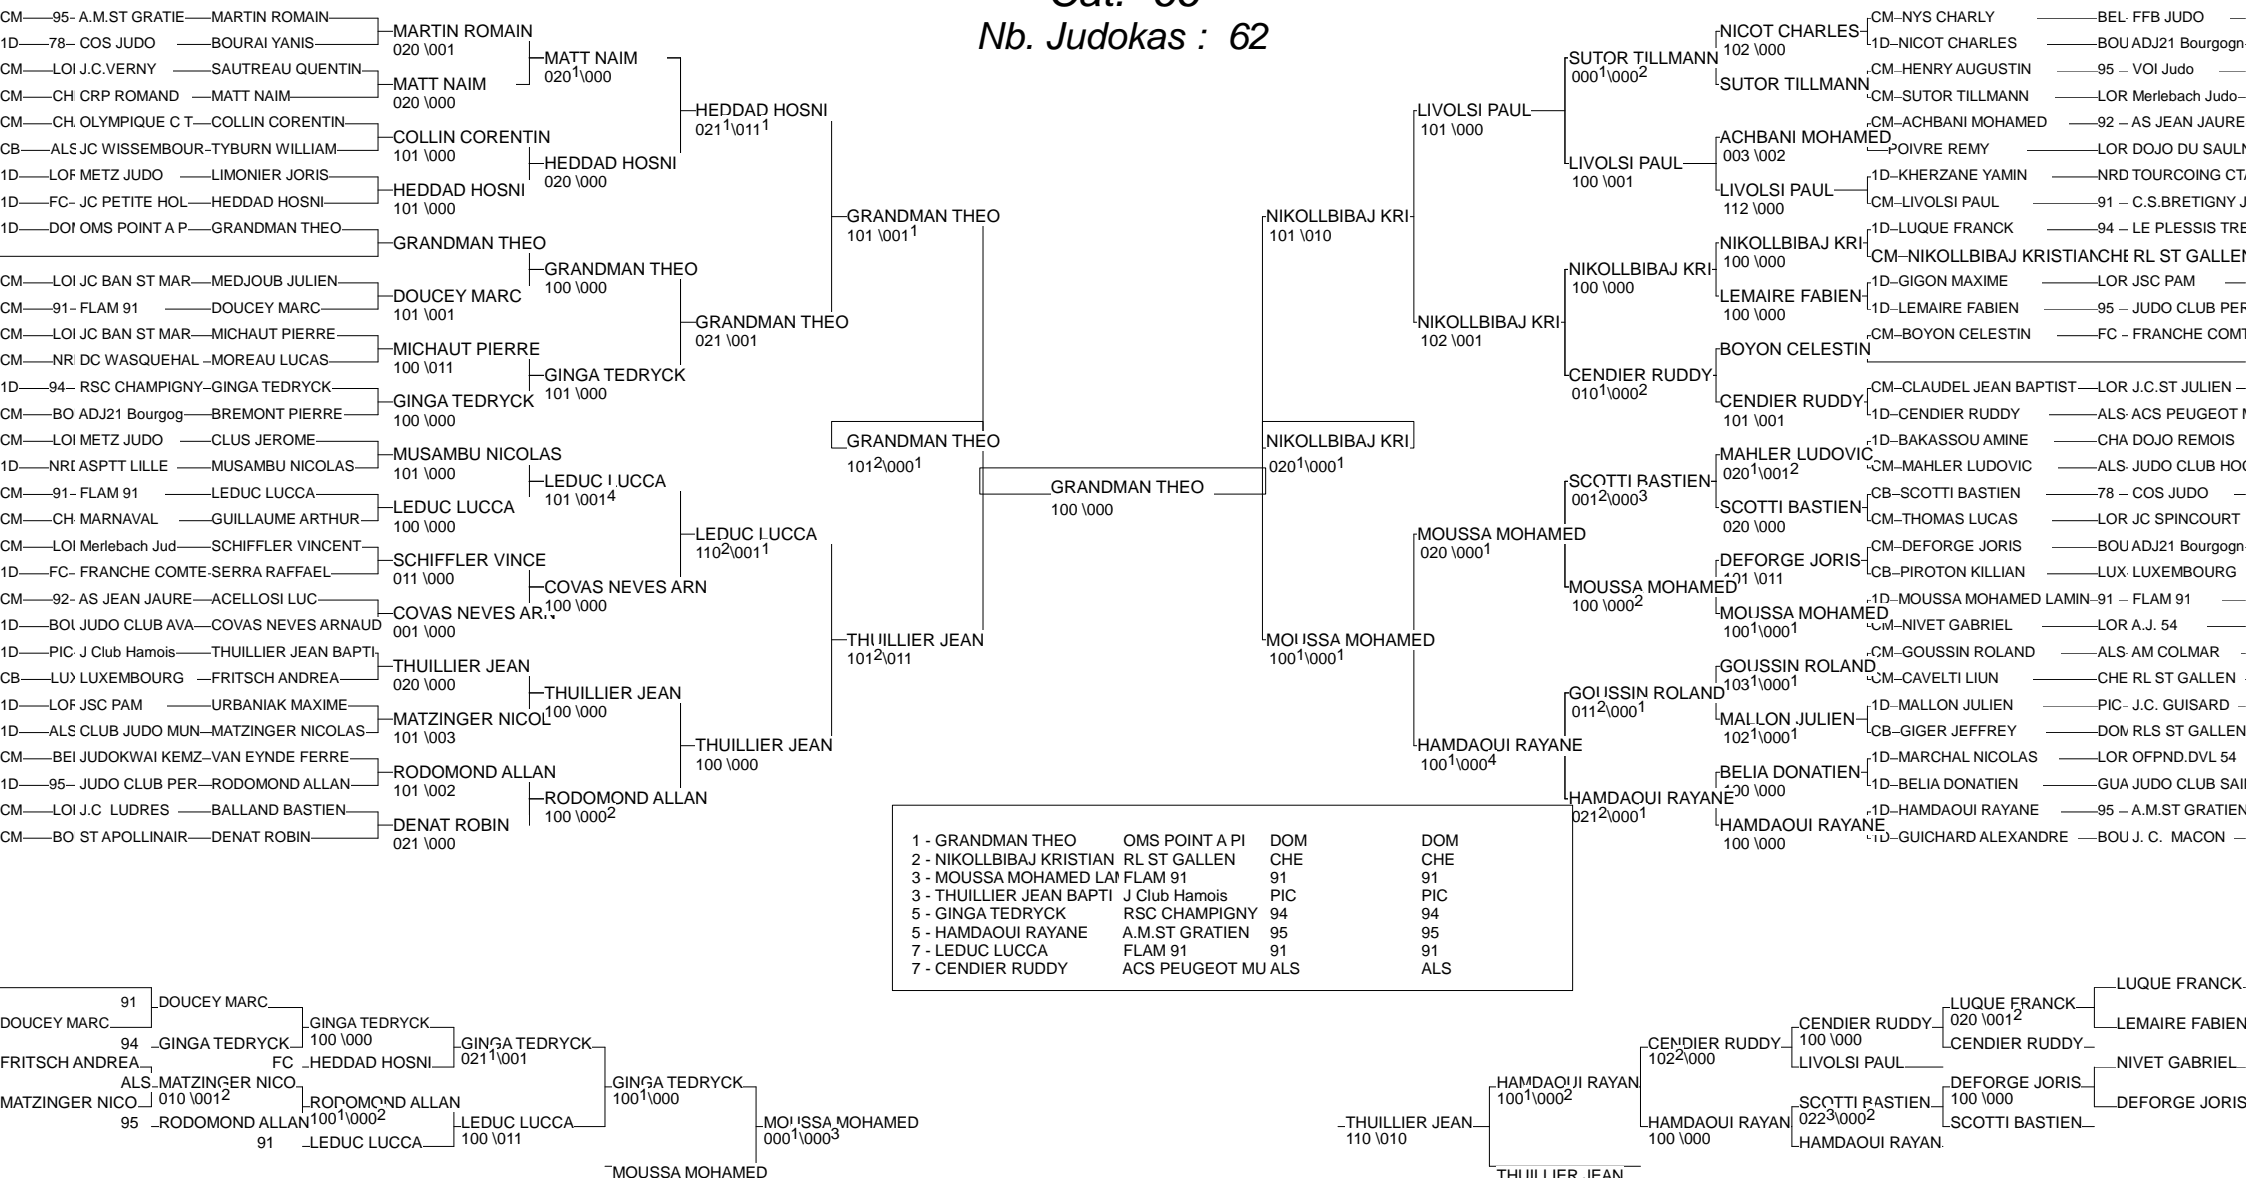 Nb. Judokas : 62
CM 95- A.M.ST GRATIE MARTIN ROMAIN
1D 78- COS JUDO BOURAI YANIS
CM LOI J.C.VERNY SAUTREAU QUENTIN
CM CH CRP ROMAND MATT NAIM
CM CH. OLYMPIQUE C T COLLIN CORENTIN
CB ALS JC WISSEMBOUR TYBURN WILLIAM
1D LOF METZ JUDO LIMONIER JORIS
1D FC- JC PETITE HOL HEDDAD HOSNI
1D DOI OMS POINT A P GRANDMAN THEO
CM LOI JC BAN ST MAR MEDJOUB JULIEN
CM 91- FLAM 91 DOUCEY MARC
CM LOI JC BAN ST MAR MICHAUT PIERRE
CM NR DC WASQUEHAL MOREAU LUCAS
1D 94- RSC CHAMPIGNY GINGA TEDRYCK
CM BO ADJ21 Bourgog BREMONT PIERRE
CM LOI METZ JUDO CLUS JEROME
1D NRD ASPTT LILLE MUSAMBU NICOLAS
CM 91- FLAM 91 LEDUC LUCCA
CM CH MARNAVAL GUILLAUME ARTHUR
CM LOI Merlebach Jud SCHIFFLER VINCENT
1D FC- FRANCHE COMTE SERRA RAFFAEL
CM 92- AS JEAN JAURE ACELLOSI LUC
1D BOU JUDO CLUB AVA COVAS NEVES ARNAUD
1D PIC- J Club Hamois THUILLIER JEAN BAPTI
CB LUX LUXEMBOURG FRITSCH ANDREA
1D LOF JSC PAM URBANIAK MAXIME
1D ALS CLUB JUDO MUN MATZINGER NICOLAS
CM BEI JUDOKWAI KEMZ VAN EYNDE FERRE
1D 95- JUDO CLUB PER RODOMOND ALLAN
CM LOI J.C LUDRES BALLAND BASTIEN
CM BO ST APOLLINAIR DENAT ROBIN
MARTIN ROMAIN
020 \001
MATT NAIM
020 \000
COLLIN CORENTIN
101 \000
HEDDAD HOSNI
101 \000
GRANDMAN THEO
DOUCEY MARC
101 \001
MICHAUT PIERRE
100 \011
GINGA TEDRYCK
100 \000
MUSAMBU NICOLAS
101 \000
LEDUC LUCCA
100 \000
SCHIFFLER VINCE
011 \000
COVAS NEVES ARN
001 \000
THUILLIER JEAN
020 \000
MATZINGER NICOL
101 \003
RODOMOND ALLAN
101 \002
DENAT ROBIN
021 \000
MATT NAIM
0201\000
HEDDAD HOSNI
020 \000
GRANDMAN THEO
100 \000
GINGA TEDRYCK
101 \000
LEDUC LUCCA
101 \0014
COVAS NEVES ARN
100 \000
THUILLIER JEAN
100 \000
RODOMOND ALLAN
100 \0002
HEDDAD HOSNI
0211\0111
GRANDMAN THEO
021 \001
LEDUC LUCCA
1102\0011
THUILLIER JEAN
100 \000
GRANDMAN THEO
101 \0011
THUILLIER JEAN
1012\011
GRANDMAN THEO
1012\0001
GRANDMAN THEO
100 \000
NIKOLLBIBAJ KRI
0201\0001
NIKOLLBIBAJ KRI
101 \010
MOUSSA MOHAMED
1001\0001
LIVOLSI PAUL
101 \000
NIKOLLBIBAJ KRI
102 \001
MOUSSA MOHAMED
020 \0001
HAMDAOUI RAYANE
1001\0004
SUTOR TILLMANN
0001\0002
LIVOLSI PAUL
100 \001
NIKOLLBIBAJ KRI
100 \000
CENDIER RUDDY
0101\0002
SCOTTI BASTIEN
0012\0003
MOUSSA MOHAMED
100 \0002
GOUSSIN ROLAND
0112\0001
HAMDAOUI RAYANE
0212\0001
NICOT CHARLES
102 \000
SUTOR TILLMANN
ACHBANI MOHAMED
003 \002
LIVOLSI PAUL
112 \000
NIKOLLBIBAJ KRI
100 \000
LEMAIRE FABIEN
100 \000
BOYON CELESTIN
CENDIER RUDDY
101 \001
MAHLER LUDOVIC
0201\0012
SCOTTI BASTIEN
020 \000
DEFORGE JORIS
101 \011
MOUSSA MOHAMED
1001\0001
GOUSSIN ROLAND
1031\0001
MALLON JULIEN
1021\0001
BELIA DONATIEN
100 \000
HAMDAOUI RAYANE
100 \000
CM NYS CHARLY BEL- FFB JUDO
1D NICOT CHARLES BOU ADJ21 Bourgogn
CM HENRY AUGUSTIN 95 – VOI Judo
CM SUTOR TILLMANN LOR Merlebach Judo
CM ACHBANI MOHAMED 92 – AS JEAN JAURE
POIVRE REMY LOR DOJO DU SAULN
1D KHERZANE YAMIN NRD TOURCOING CTA
CM LIVOLSI PAUL 91 – C.S.BRETIGNY J
1D LUQUE FRANCK 94 – LE PLESSIS TRE
CM NIKOLLBIBAJ KRISTIAN CHE RL ST GALLEN
1D GIGON MAXIME LOR JSC PAM
1D LEMAIRE FABIEN 95 – JUDO CLUB PER
CM BOYON CELESTIN FC – FRANCHE COMT
CM CLAUDEL JEAN BAPTIST LOR J.C.ST JULIEN
1D CENDIER RUDDY ALS- ACS PEUGEOT M
1D BAKASSOU AMINE CHA DOJO REMOIS
CM MAHLER LUDOVIC ALS- JUDO CLUB HOC
CB SCOTTI BASTIEN 78 – COS JUDO
CM THOMAS LUCAS LOR JC SPINCOURT
CM DEFORGE JORIS BOU ADJ21 Bourgogn
CB PIROTON KILLIAN LUX- LUXEMBOURG
1D MOUSSA MOHAMED LAMIN 91 – FLAM 91
CM NIVET GABRIEL LOR A.J. 54
CM GOUSSIN ROLAND ALS- AM COLMAR
CM CAVELTI LIUN CHE RL ST GALLEN
1D MALLON JULIEN PIC- J.C. GUISARD
CB GIGER JEFFREY DOM RLS ST GALLEN
1D MARCHAL NICOLAS LOR OFPND.DVL 54
1D BELIA DONATIEN GUA JUDO CLUB SAI
1D HAMDAOUI RAYANE 95 – A.M.ST GRATIEN
1D GUICHARD ALEXANDRE BOU J. C. MACON
1 - GRANDMAN THEO OMS POINT A PI DOM DOM
2 - NIKOLLBIBAJ KRISTIAN RL ST GALLEN CHE CHE
3 - MOUSSA MOHAMED LAM FLAM 91 91 91
3 - THUILLIER JEAN BAPTI J Club Hamois PIC PIC
5 - GINGA TEDRYCK RSC CHAMPIGNY 94 94
5 - HAMDAOUI RAYANE A.M.ST GRATIEN 95 95
7 - LEDUC LUCCA FLAM 91 91 91
7 - CENDIER RUDDY ACS PEUGEOT MU ALS ALS
91 DOUCEY MARC
DOUCEY MARC
94 GINGA TEDRYCK
FRITSCH ANDREA
ALS MATZINGER NICO
010 \0012
MATZINGER NICO
95 RODOMOND ALLAN
GINGA TEDRYCK
100 \000
FC HEDDAD HOSNI
RODOMOND ALLAN
1001\0002
91 LEDUC LUCCA
GINGA TEDRYCK
0211\001
LEDUC LUCCA
100 \011
GINGA TEDRYCK
1001\000
MOUSSA MOHAMED
MOUSSA MOHAMED
0001\0003
THUILLIER JEAN
110 \010
HAMDAOUI RAYAN
1001\0002
THUILLIER JEAN
CENDIER RUDDY
1022\000
HAMDAOUI RAYAN
100 \000
CENDIER RUDDY
100 \000
LIVOLSI PAUL
SCOTTI BASTIEN
0223\0002
HAMDAOUI RAYAN
LUQUE FRANCK
020 \0012
CENDIER RUDDY
DEFORGE JORIS
100 \000
SCOTTI BASTIEN
LUQUE FRANCK
LEMAIRE FABIEN
NIVET GABRIEL
DEFORGE JORIS